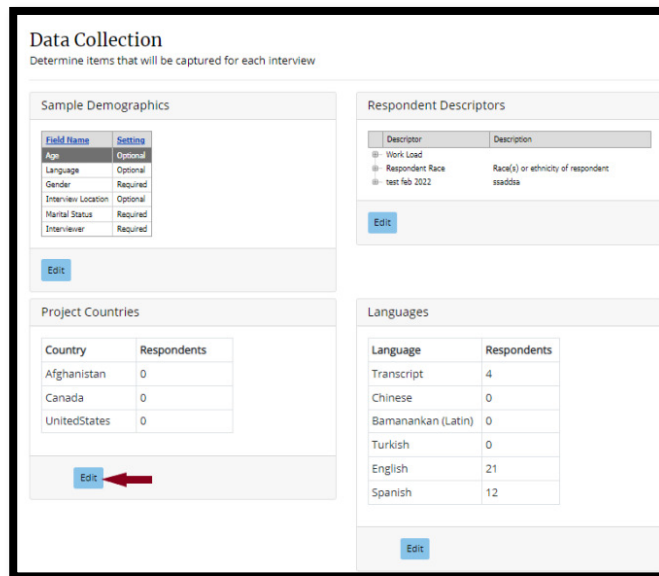 Data Collection
Determine items that will be captured for each interview
Sample Demographics
Field Name Setting
Age Optional
Language Optional
Gender Required
Interview Location Optional
Marital Status Required
Interviewer Required
Edit
Respondent Descriptors
Descriptor Description
Work Load
Respondent Race Race(s) or ethnicity of respondent
test feb 2022 ssaddsa
Edit
Project Countries
Country Respondents
Afghanistan 0
Canada 0
UnitedStates 0
Edit
Languages
Language Respondents
Transcript 4
Chinese 0
Bamanankan (Latin) 0
Turkish 0
English 21
Spanish 12
Edit